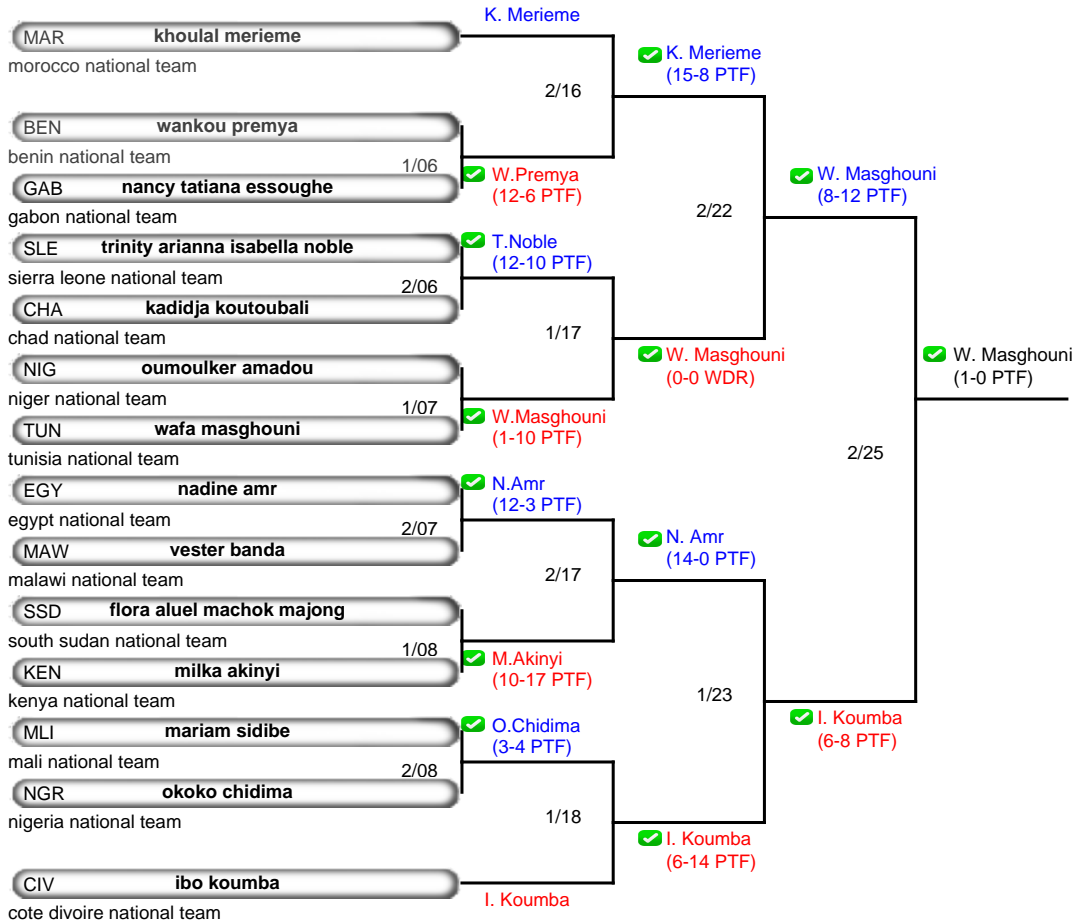 K. Merieme
MAR khoulal merieme
morocco national team
K. Merieme
(15-8 PTF)
2/16
BEN wankou premya
benin national team
1/06
W.Premya
(12-6 PTF)
GAB nancy tatiana essoughe
gabon national team
W. Masghouni
(8-12 PTF)
2/22
SLE trinity arianna isabella noble
sierra leone national team
T.Noble
(12-10 PTF)
2/06
CHA kadidja koutoubali
chad national team
1/17
W. Masghouni
(0-0 WDR)
W. Masghouni
(1-0 PTF)
NIG oumoulker amadou
niger national team
1/07
W.Masghouni
(1-10 PTF)
TUN wafa masghouni
tunisia national team
2/25
EGY nadine amr
egypt national team
N.Amr
(12-3 PTF)
2/07
MAW vester banda
malawi national team
N. Amr
(14-0 PTF)
2/17
SSD flora aluel machok majong
south sudan national team
1/08
M.Akinyi
(10-17 PTF)
KEN milka akinyi
kenya national team
1/23
I. Koumba
(6-8 PTF)
MLI mariam sidibe
mali national team
O.Chidima
(3-4 PTF)
2/08
NGR okoko chidima
nigeria national team
1/18
I. Koumba
(6-14 PTF)
CIV ibo koumba
cote divoire national team
I. Koumba